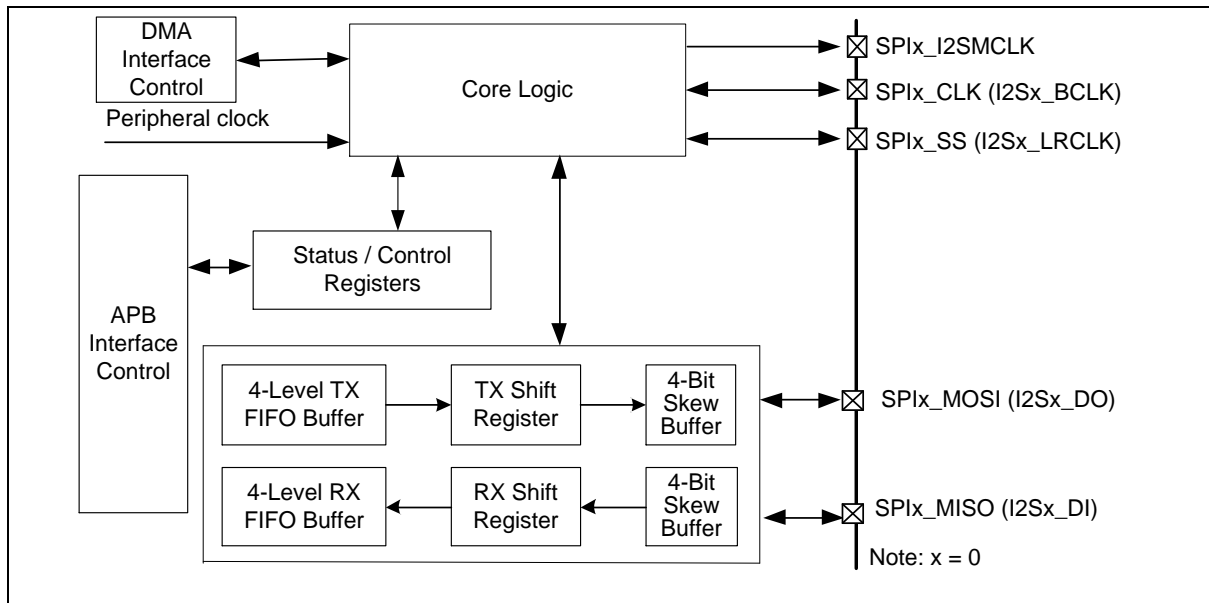 DMA
Interface
Control
Peripheral clock
Core Logic
SPIx_I2SMCLK
SPIx_CLK (I2Sx_BCLK)
SPIx_SS (I2Sx_LRCLK)
APB
Interface
Control
Status / Control
Registers
4-Level TX
FIFO Buffer
TX Shift
Register
4-Bit
Skew
Buffer
4-Level RX
FIFO Buffer
RX Shift
Register
4-Bit
Skew
Buffer
SPIx_MOSI (I2Sx_DO)
SPIx_MISO (I2Sx_DI)
Note: x = 0